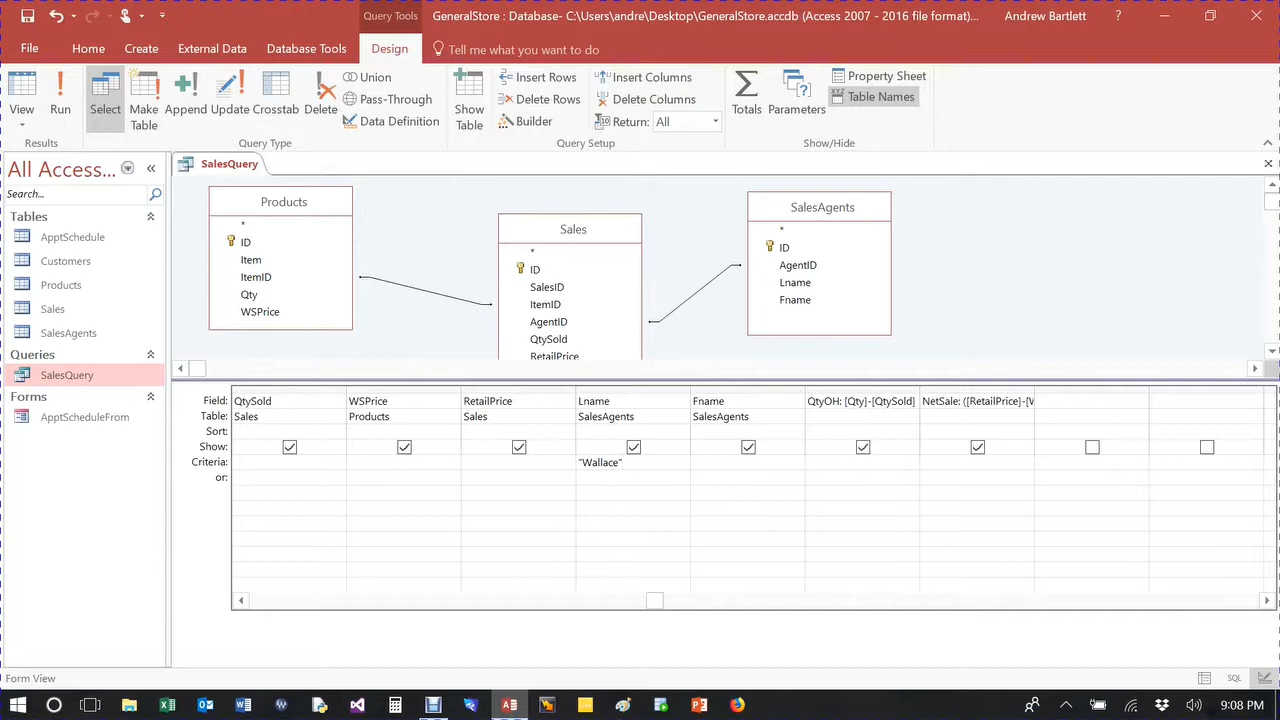 Query Tools
GeneralStore : Database- C:\Users\andre\Desktop\GeneralStore.accdb (Access 2007 - 2016 file format)...
Andrew Bartlett
?
File
Home
Create
External Data
Database Tools
Design
Tell me what you want to do
View
Run
Results
Select
Make
Table
Append
Update
Crosstab
Delete
Union
Pass-Through
Data Definition
Query Type
Show
Table
Insert Rows
Delete Rows
Builder
Insert Columns
Delete Columns
Return: All
Query Setup
Totals
Parameters
Property Sheet
XYZ Table Names
Show/Hide
All Access...
Search...
Tables
ApptSchedule
Customers
Products
Sales
SalesAgents
Queries
SalesQuery
Forms
ApptScheduleFrom
SalesQuery
Products
*
ID
Item
ItemID
Qty
WSPrice
Sales
*
ID
SalesID
ItemID
AgentID
QtySold
RetailPrice
SalesAgents
*
ID
AgentID
Lname
Fname
Field: QtySold WSPrice RetailPrice Lname Fname QtyOH: [Qty]-[QtySold] NetSale: ([RetailPrice]-[W
Table: Sales Products Sales SalesAgents SalesAgents
Sort:
Show:
Criteria: "Wallace"
or:
Form View
SQL
9:08 PM